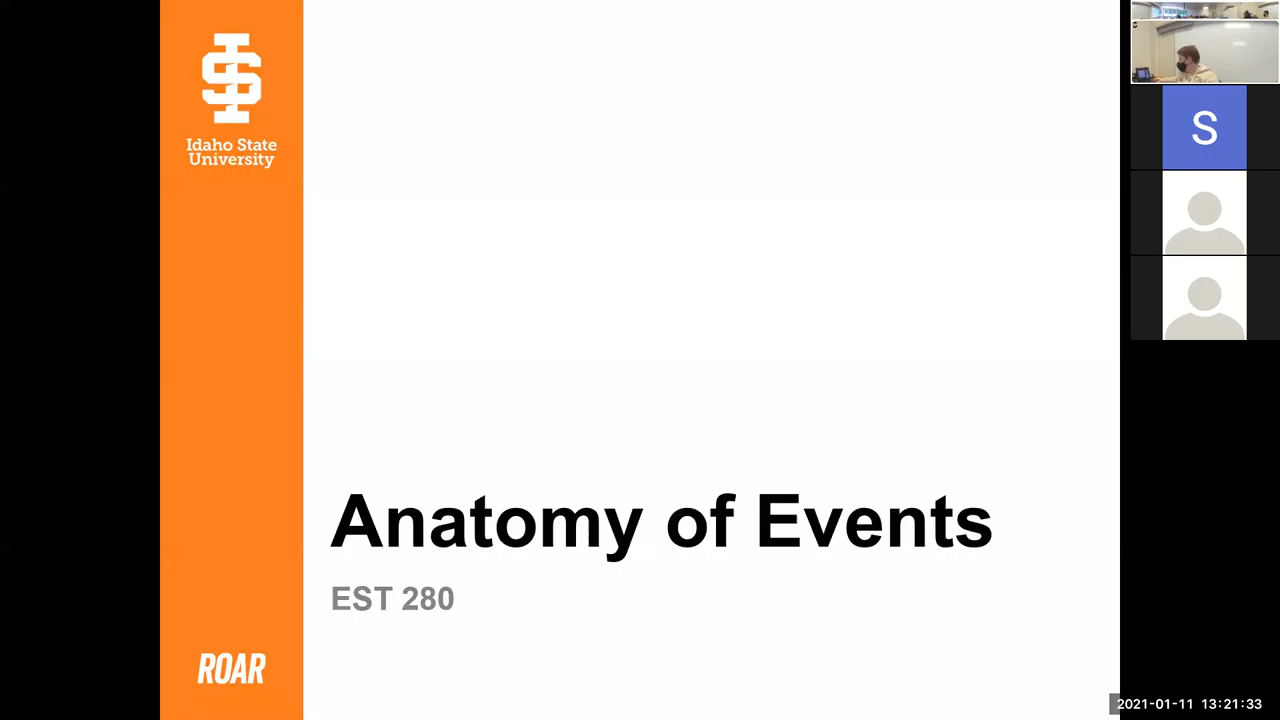 Idaho State
University
Anatomy of Events
EST 280
ROAR
S
2021-01-11 13:21:33